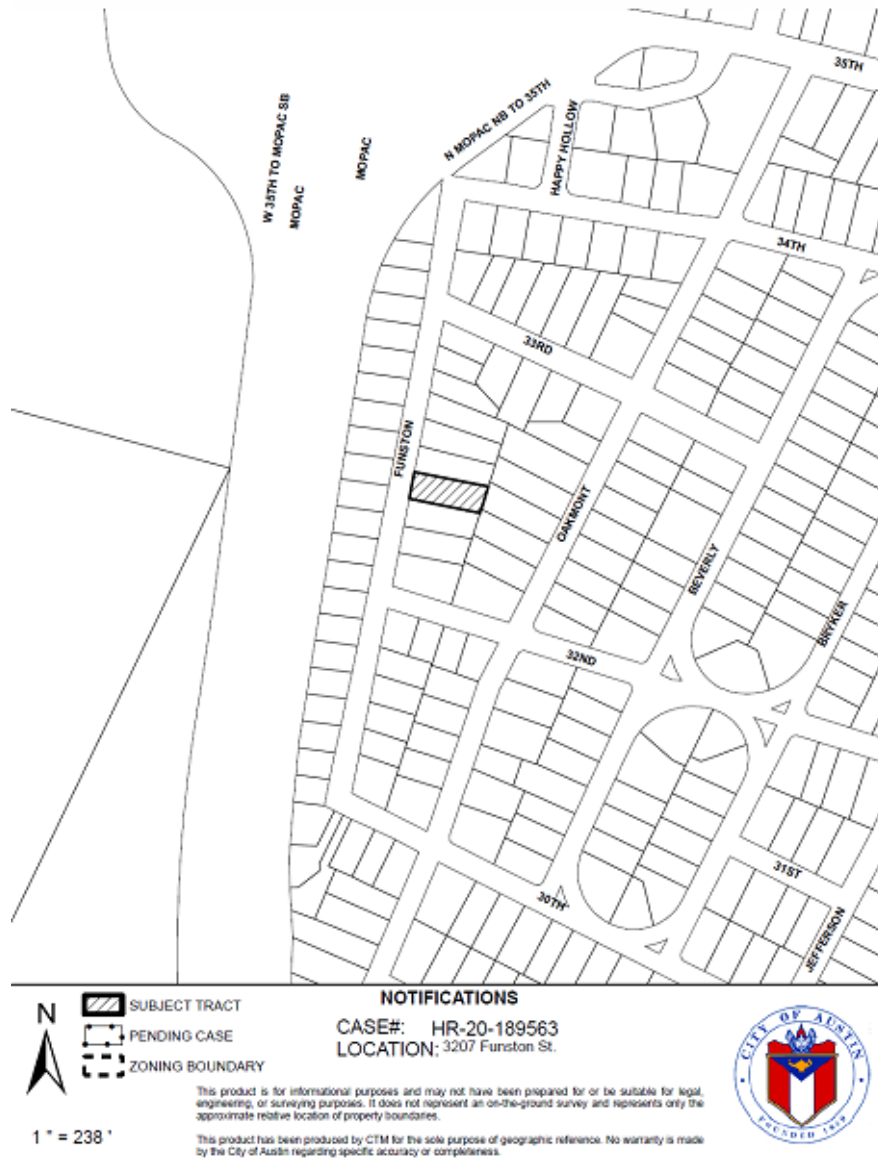 35TH
W 35TH TO MOPAC SB
MOPAC
MOPAC
N MOPAC NB TO 35TH
HAPPY HOLLOW
34TH
33RD
FUNSTON
OAKMONT
BEVERLY
BRYKER
32ND
31ST
30TH
JEFFERSON
N
1 " = 238 '
SUBJECT TRACT
PENDING CASE
ZONING BOUNDARY
NOTIFICATIONS
CASE#: HR-20-189563
LOCATION: 3207 Funston St.
This product is for informational purposes and may not have been prepared for or be suitable for legal,
engineering, or surveying purposes. It does not represent an on-the-ground survey and represents only the
approximate relative location of property boundaries.
This product has been produced by CTM for the sole purpose of geographic reference. No warranty is made
by the City of Austin regarding specific accuracy or completeness.
CITY OF AUSTIN
FOUNDED 1839